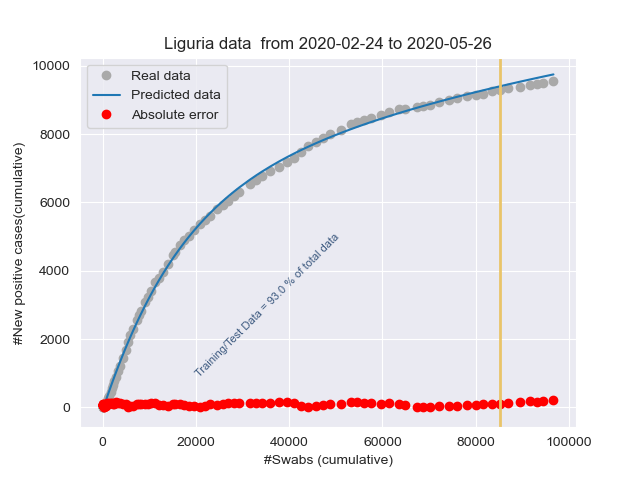 Liguria data  from 2020-02-24 to 2020-05-26
10000
8000
6000
4000
2000
0
#New positive cases(cumulative)
Real data
Predicted data
Absolute error
Training/Test Data = 93.0 % of total data
0
20000
40000
60000
80000
100000
#Swabs (cumulative)